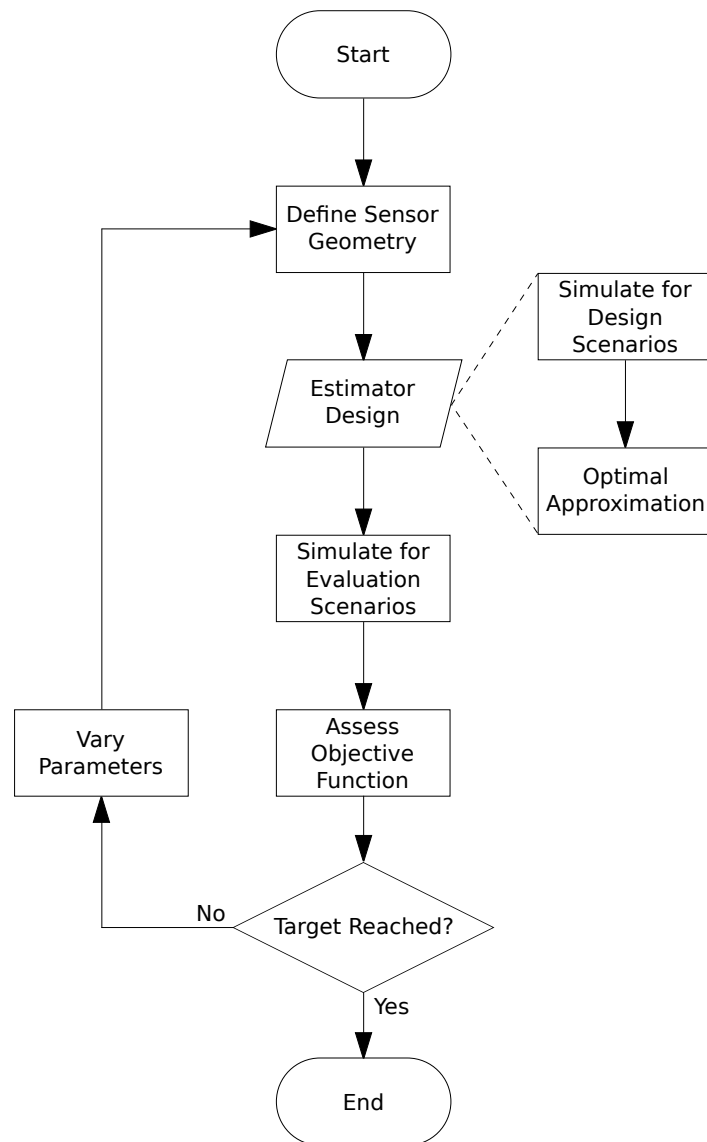 Start
Define Sensor
Geometry
Estimator
Design
Simulate for
Design
Scenarios
Optimal
Approximation
Simulate for
Evaluation
Scenarios
Assess
Objective
Function
Vary
Parameters
No
Target Reached?
Yes
End